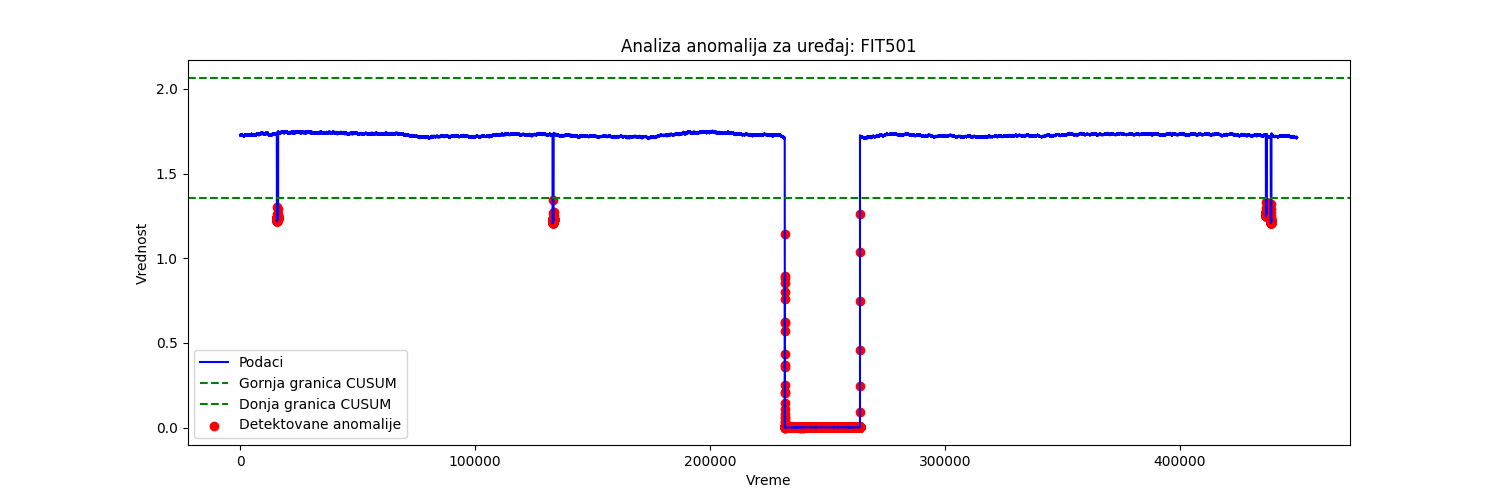 Analiza anomalija za uređaj: FIT501
2.0
1.5
1.0
0.5
0.0
Vrednost
Podaci
Gornja granica CUSUM
Donja granica CUSUM
Detektovane anomalije
0
100000
200000
300000
400000
Vreme